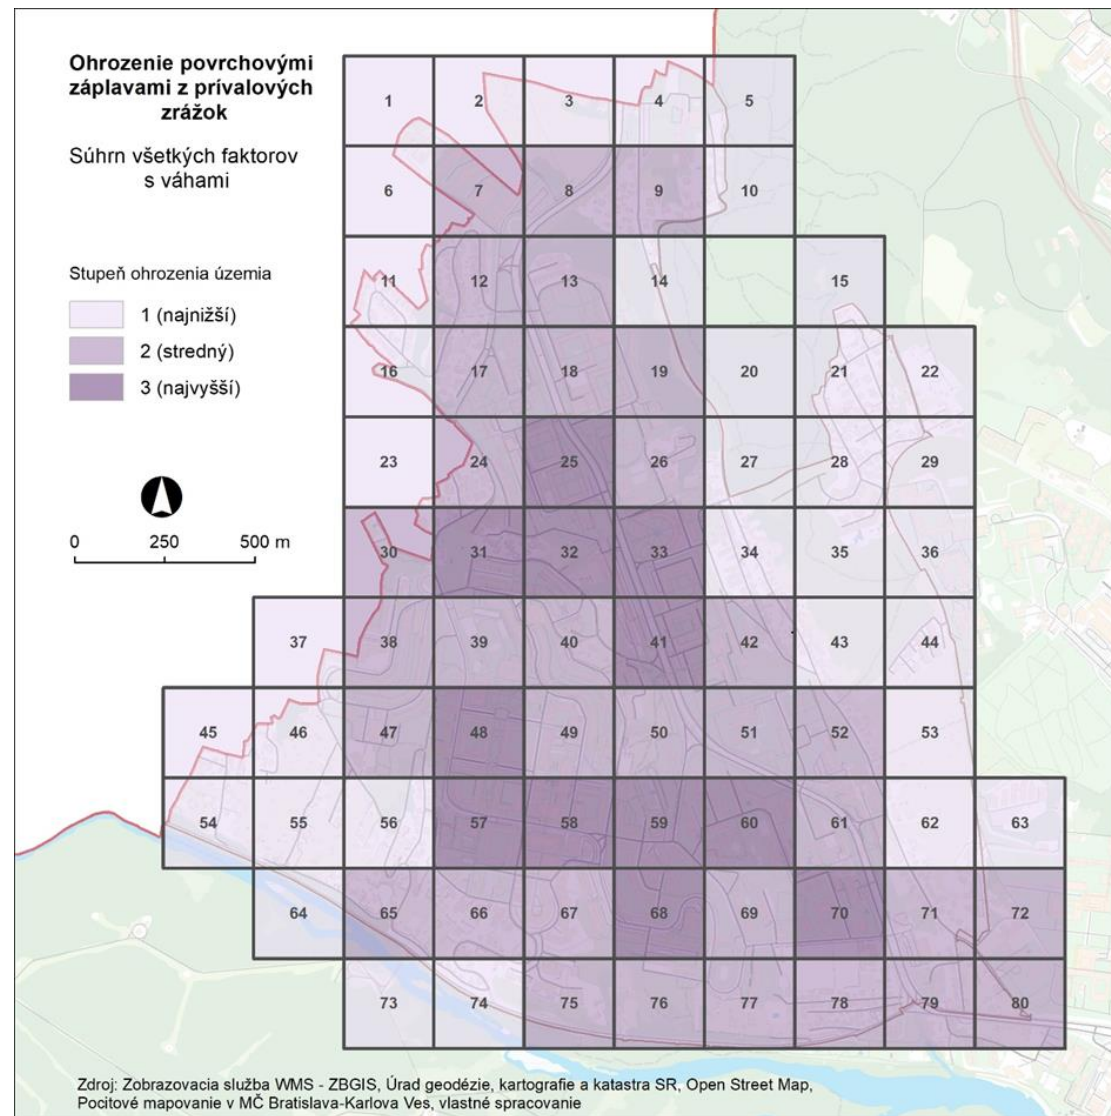 Ohrozenie povrchovými
záplavami z prívalových
zrážok
Súhrn všetkých faktorov
s váhami
Stupeň ohrozenia územia
1 (najnižší)
2 (stredný)
3 (najvyšší)
0 250 500 m
1 2 3 4 5
6 7 8 9 10
11 12 13 14 15
16 17 18 19 20 21 22
23 24 25 26 27 28 29
30 31 32 33 34 35 36
37 38 39 40 41 42 43 44
45 46 47 48 49 50 51 52 53
54 55 56 57 58 59 60 61 62 63
64 65 66 67 68 69 70 71 72
73 74 75 76 77 78 79 80
Zdroj: Zobrazovacia služba WMS - ZBGIS, Úrad geodézie, kartografie a katastra SR, Open Street Map,
Pocitové mapovanie v MČ Bratislava-Karlova Ves, vlastné spracovanie